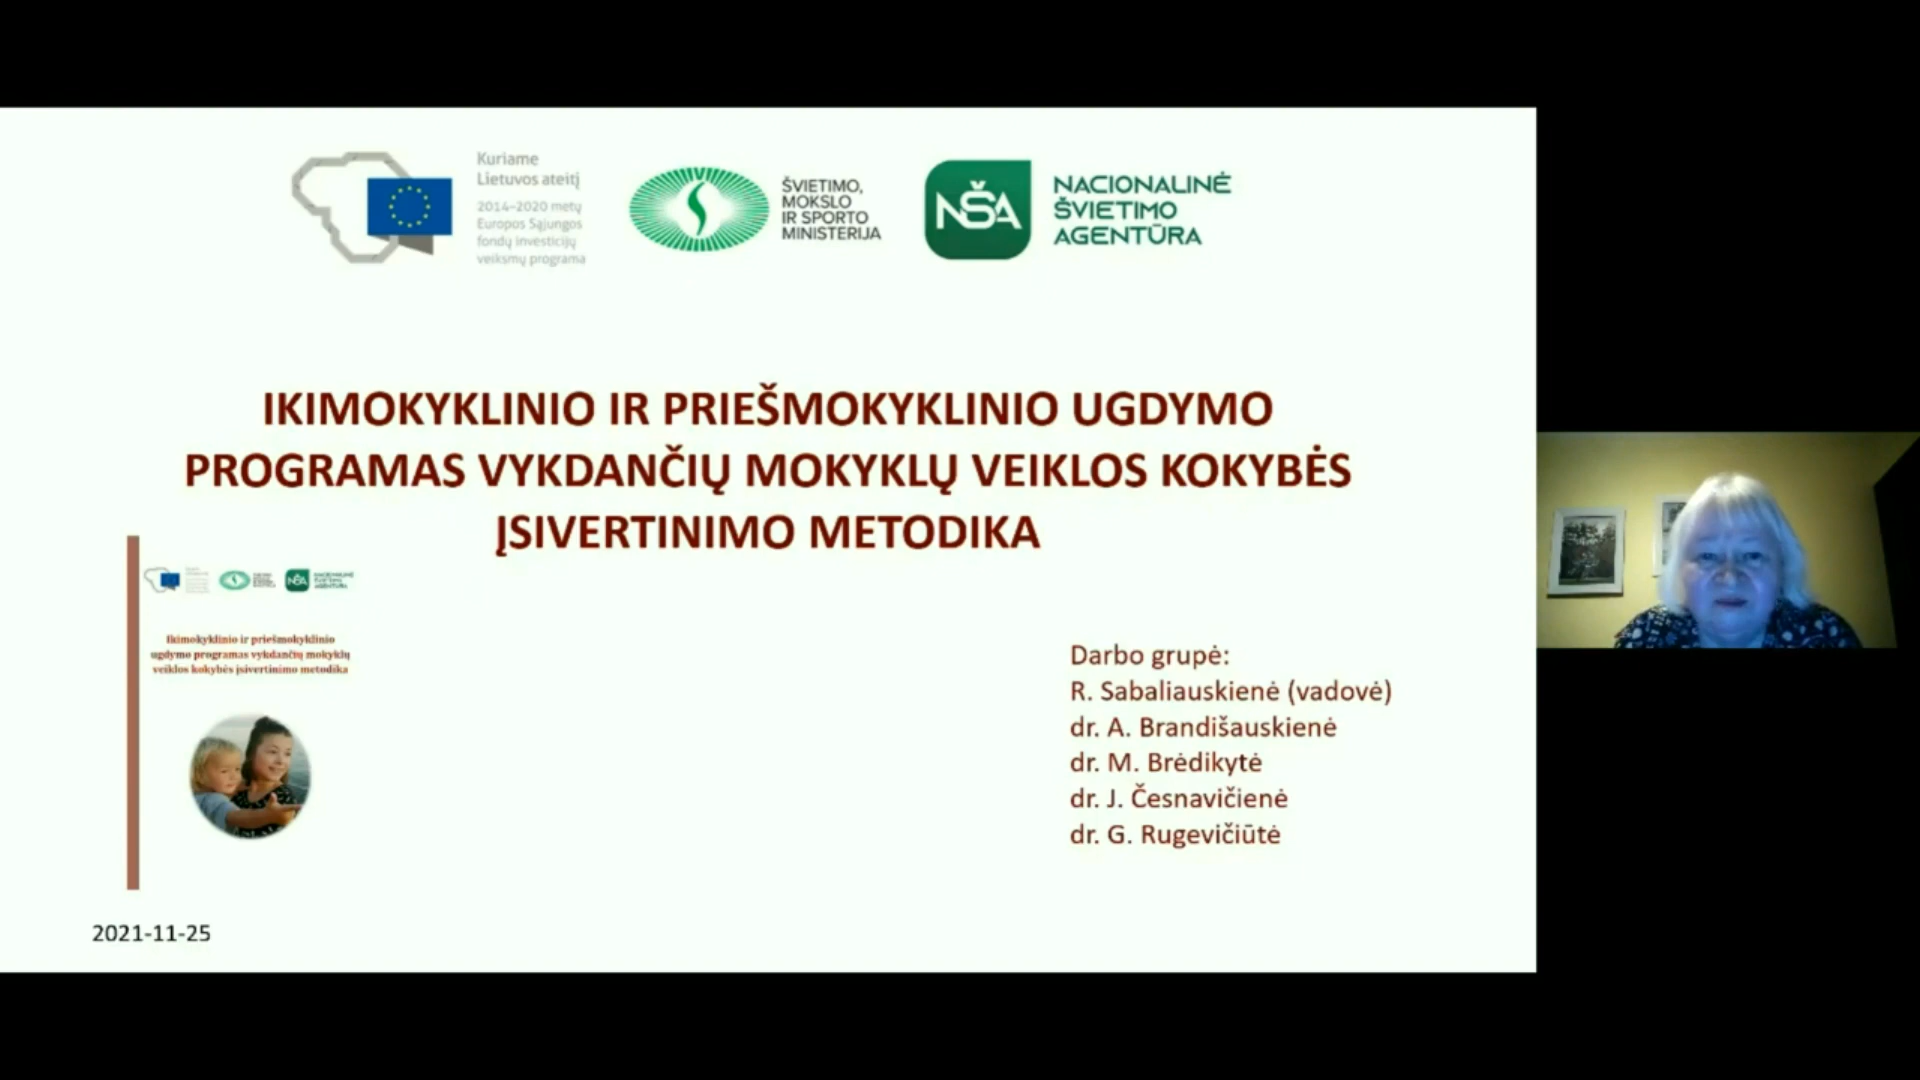 Kuriame
Lietuvos ateitį
2014–2020 metų
Europos Sąjungos
fondų investicijų
veiksmų programa
ŠVIETIMO,
MOKSLO
IR SPORTO
MINISTERIJA
NŠA
NACIONALINĖ
ŠVIETIMO
AGENTŪRA
IKIMOKYKLINIO IR PRIEŠMOKYKLINIO UGDYMO
PROGRAMAS VYKDANČIŲ MOKYKLŲ VEIKLOS KOKYBĖS
ĮSIVERTINIMO METODIKA
NŠA
Ikimokyklinio ir priešmokyklinio
ugdymo programas vykdančių mokyklų
veiklos kokybės įsivertinimo metodika
Darbo grupė:
R. Sabaliauskienė (vadovė)
dr. A. Brandišauskienė
dr. M. Brėdikytė
dr. J. Česnavičienė
dr. G. Rugevičiūtė
2021-11-25